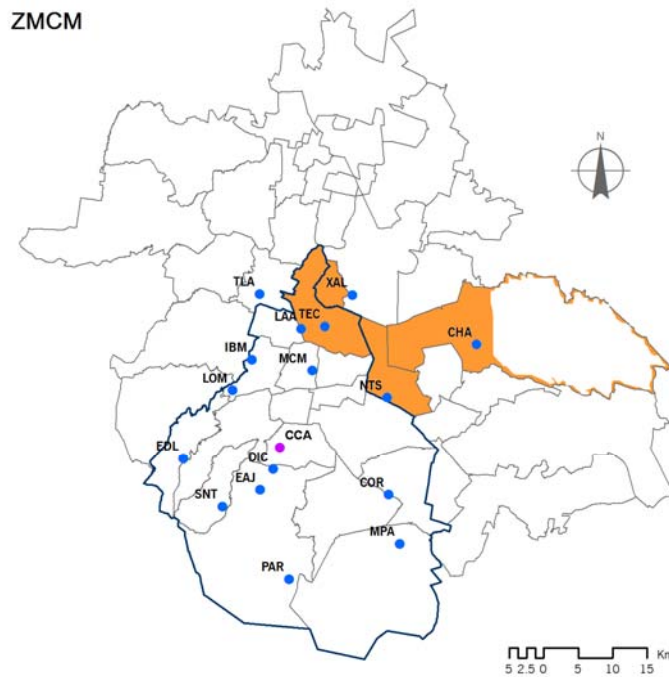 ZMCM
N
TLA
XAL
LAA
TEC
CHA
IBM
MCM
LOM
NTS
CCA
EDL
DIC
EAJ
SNT
COR
MPA
PAR
Km
5 2.5 0 5 10 15